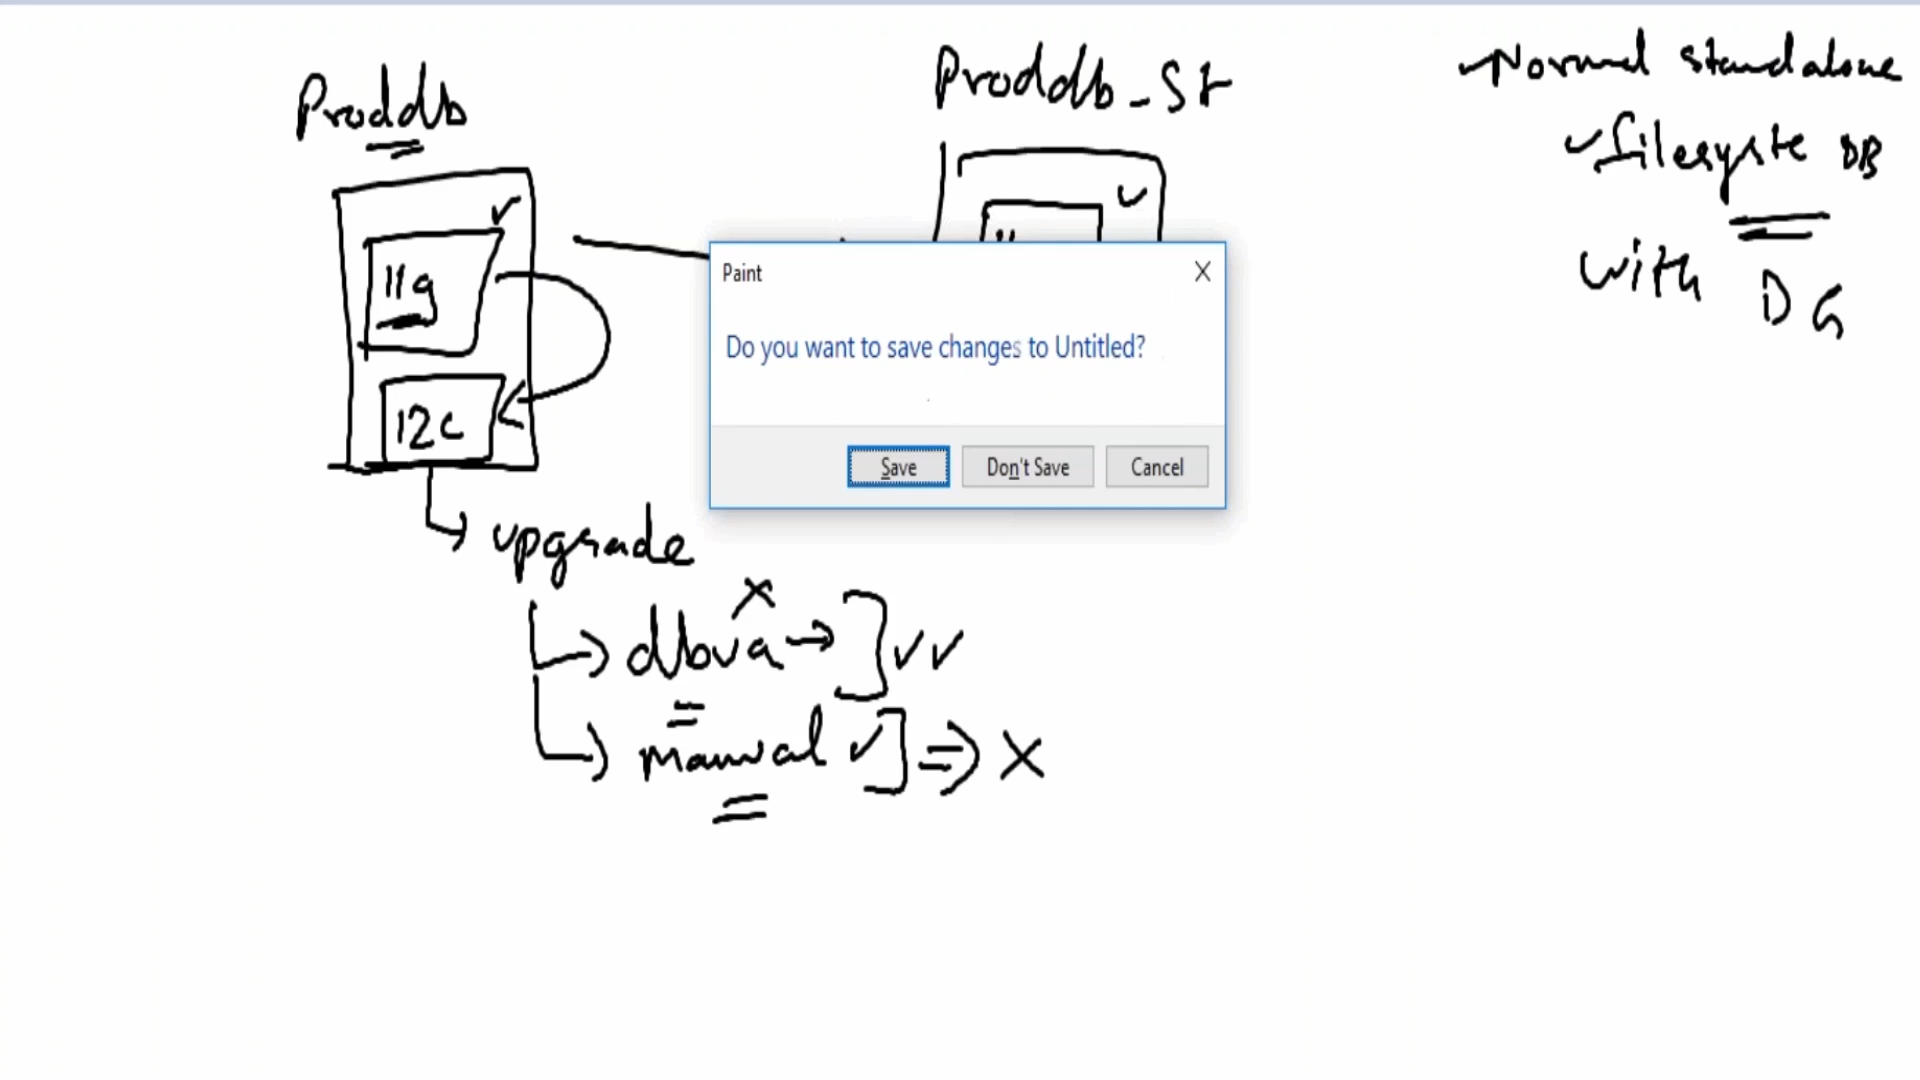 Proddb
Proddb_St
Normal standalone
filesyste DB
with DG
11g
12c
Paint
Do you want to save changes to Untitled?
Save
Don't Save
Cancel
upgrade
x
dbua
manual
X